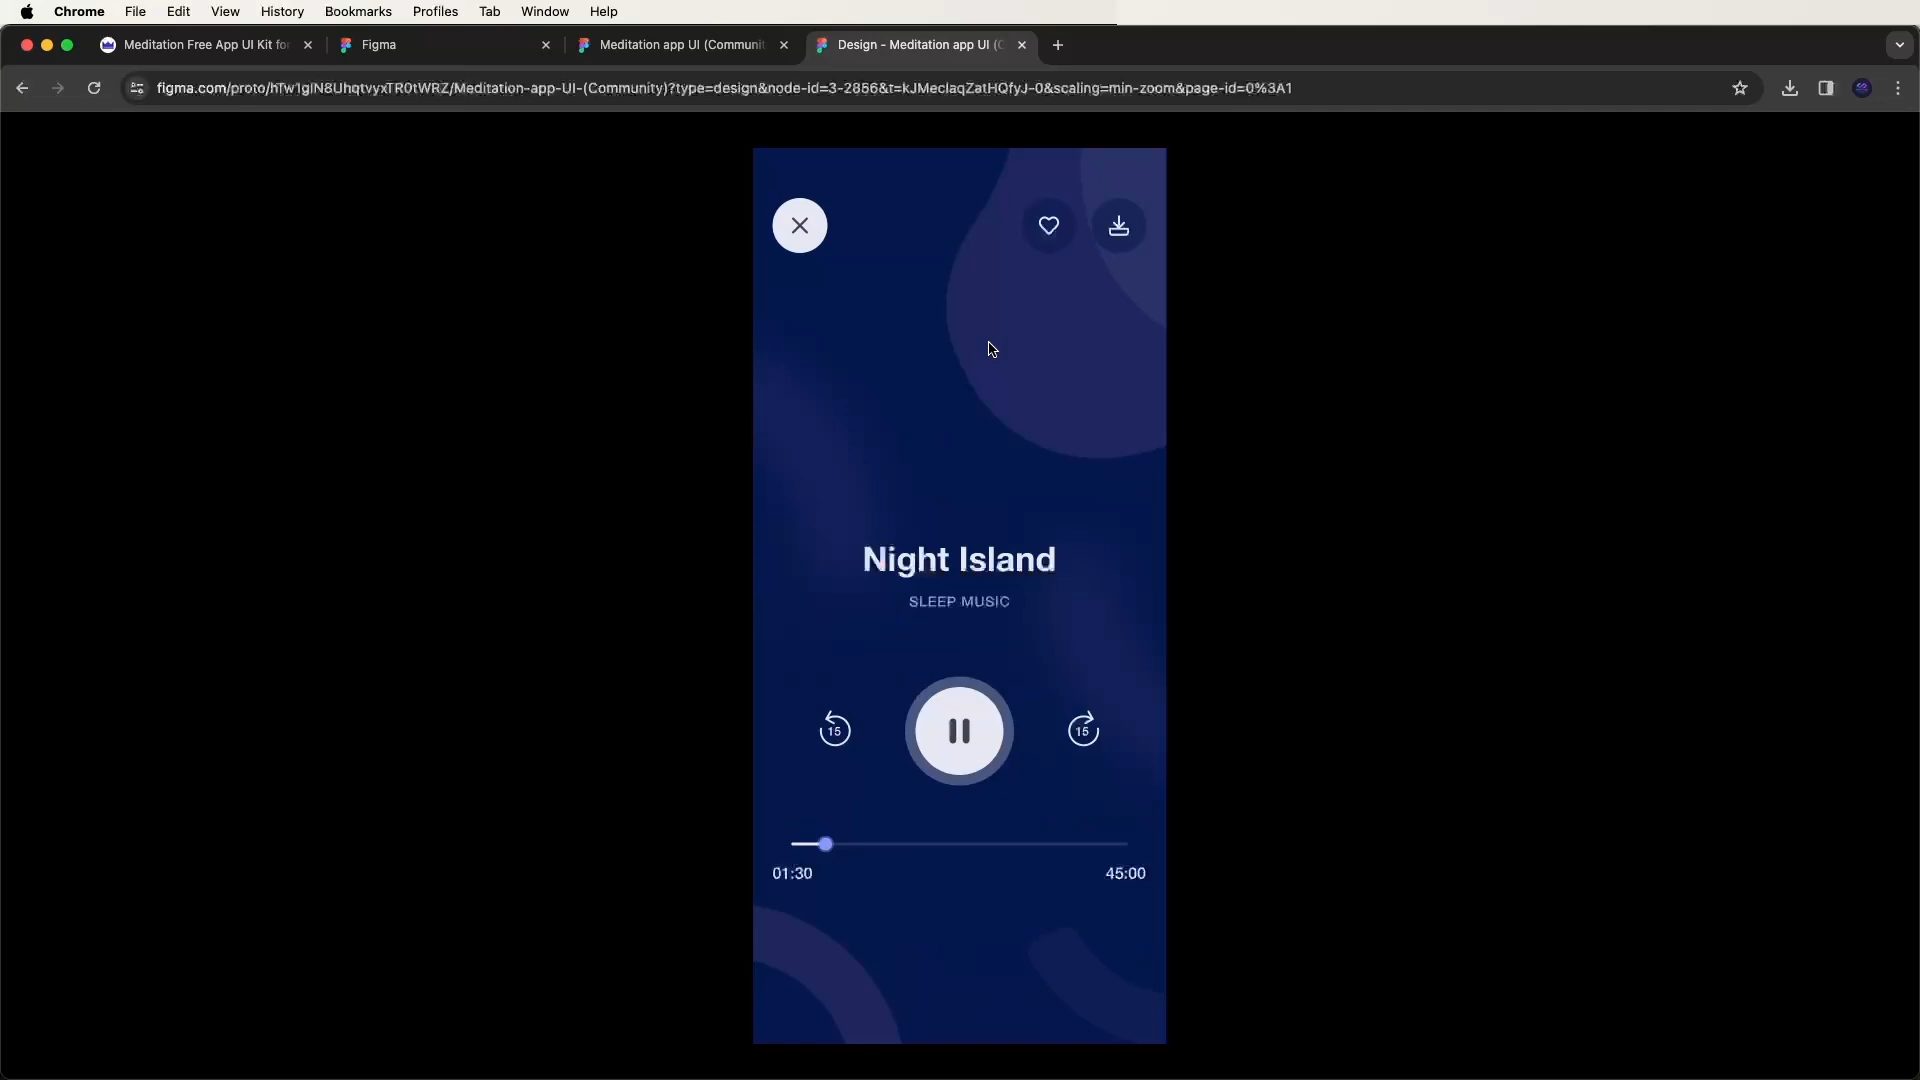 Chrome File Edit View History Bookmarks Profiles Tab Window Help
Meditation Free App UI Kit fo Figma Meditation app UI (Communit Design - Meditation app UI (C
figma.com/proto/hTw1glN8UhqtvyxTR0tWRZ/Meditation-app-UI-(Community)?type=design&node-id=3-2856&t=kJMeclaqZatHQfyJ-0&scaling=min-zoom&page-id=0%3A1
Night Island
SLEEP MUSIC
15 15
01:30 45:00